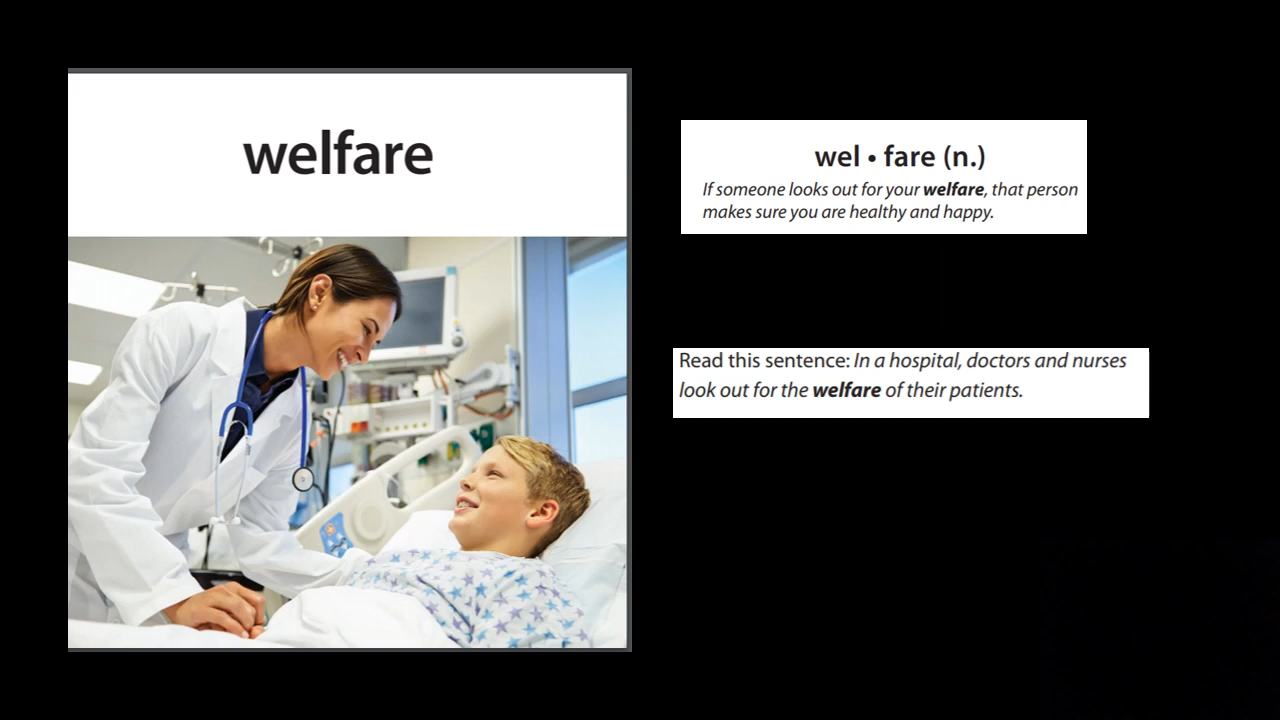 welfare
wel • fare (n.)
If someone looks out for your welfare, that person
makes sure you are healthy and happy.
Read this sentence: In a hospital, doctors and nurses
look out for the welfare of their patients.